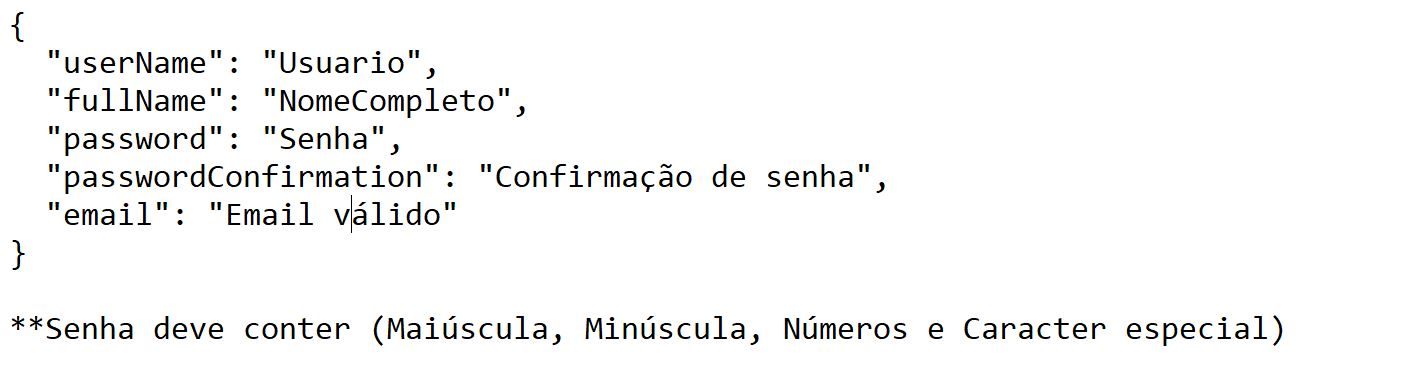 {
  "userName": "Usuario",
  "fullName": "NomeCompleto",
  "password": "Senha",
  "passwordConfirmation": "Confirmação de senha",
  "email": "Email válido"
}
**Senha deve conter (Maiúscula, Minúscula, Números e Caracter especial)